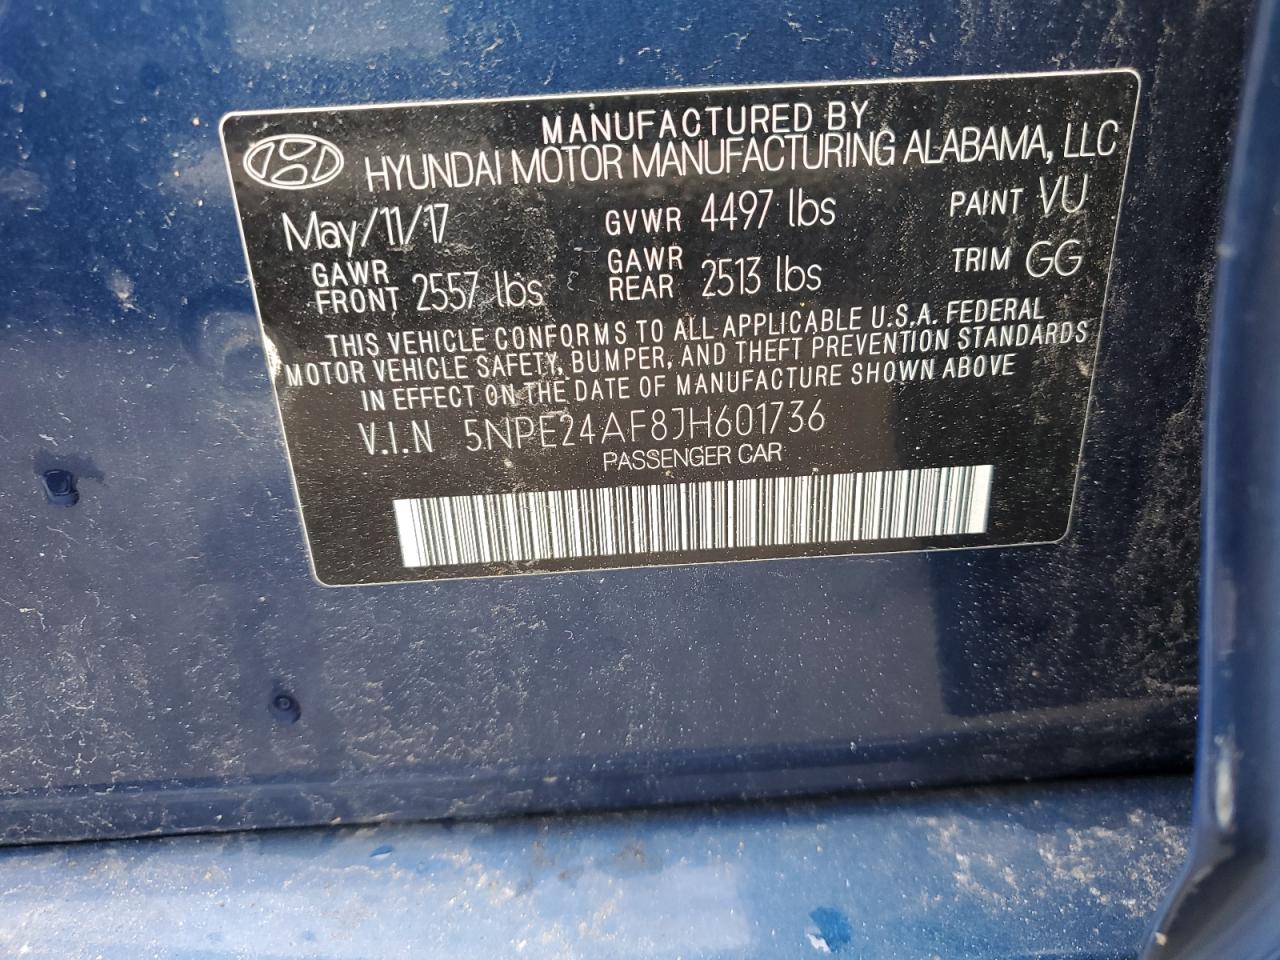 MANUFACTURED BY
HYUNDAI MOTOR MANUFACTURING ALABAMA, LLC
May/11/17 GVWR 4497 lbs PAINT VU
GAWR FRONT 2557 lbs GAWR REAR 2513 lbs TRIM GG
THIS VEHICLE CONFORMS TO ALL APPLICABLE U.S.A. FEDERAL
MOTOR VEHICLE SAFETY, BUMPER, AND THEFT PREVENTION STANDARDS
IN EFFECT ON THE DATE OF MANUFACTURE SHOWN ABOVE
V.I.N 5NPE24AF8JH601736
PASSENGER CAR